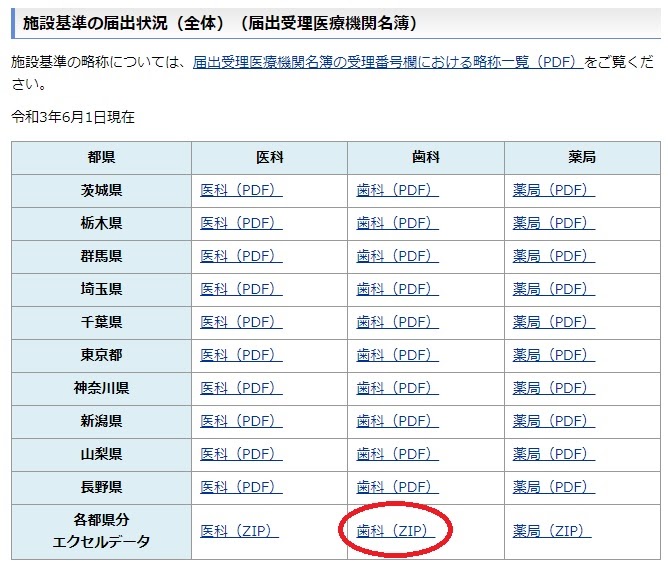 施設基準の届出状況（全体）（届出受理医療機関名簿）
施設基準の略称については、届出受理医療機関名簿の受理番号欄における略称一覧（PDF）をご覧くだ
さい。
令和3年6月1日現在
都県 医科 歯科 薬局
茨城県 医科（PDF） 歯科（PDF） 薬局（PDF）
栃木県 医科（PDF） 歯科（PDF） 薬局（PDF）
群馬県 医科（PDF） 歯科（PDF） 薬局（PDF）
埼玉県 医科（PDF） 歯科（PDF） 薬局（PDF）
千葉県 医科（PDF） 歯科（PDF） 薬局（PDF）
東京都 医科（PDF） 歯科（PDF） 薬局（PDF）
神奈川県 医科（PDF） 歯科（PDF） 薬局（PDF）
新潟県 医科（PDF） 歯科（PDF） 薬局（PDF）
山梨県 医科（PDF） 歯科（PDF） 薬局（PDF）
長野県 医科（PDF） 歯科（PDF） 薬局（PDF）
各都県分
エクセルデータ 医科（ZIP） 歯科（ZIP） 薬局（ZIP）